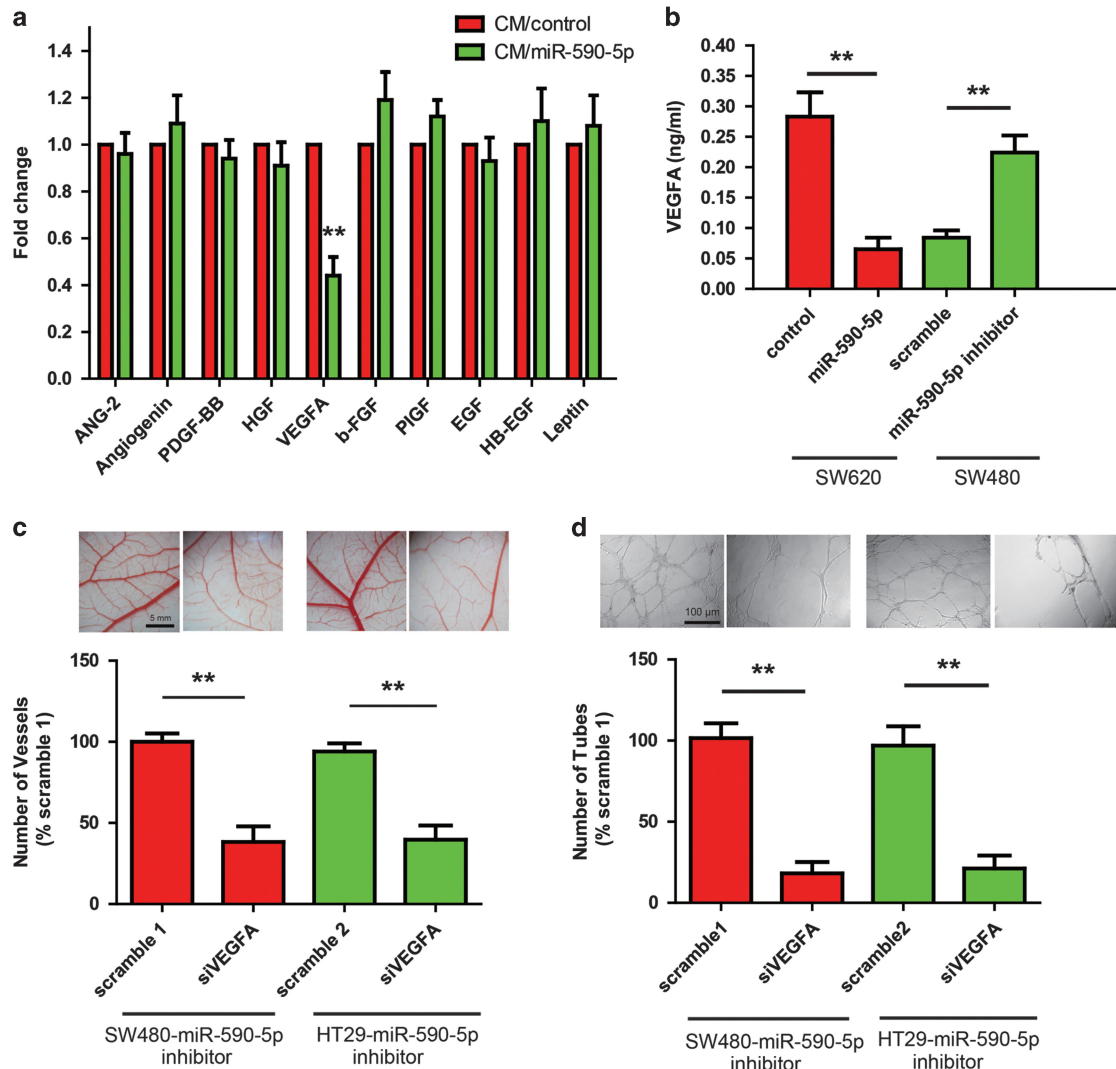 a
CM/control
CM/miR-590-5p
Fold change
1.4
1.2
1.0
0.8
0.6
0.4
0.2
0.0
**
ANG-2
Angiogenin
PDGF-BB
HGF
VEGFA
b-FGF
PlGF
EGF
HB-EGF
Leptin
b
VEGFA (ng/ml)
0.40
0.35
0.30
0.25
0.20
0.15
0.10
0.05
0.00
**
**
control
miR-590-5p
scramble
miR-590-5p inhibitor
SW620
SW480
c
5 mm
Number of Vessels
(% scramble 1)
150
100
50
0
**
**
scramble 1
siVEGFA
scramble 2
siVEGFA
SW480-miR-590-5p
inhibitor
HT29-miR-590-5p
inhibitor
d
100 µm
Number of Tubes
(% scramble 1)
150
100
50
0
**
**
scramble1
siVEGFA
scramble2
siVEGFA
SW480-miR-590-5p
inhibitor
HT29-miR-590-5p
inhibitor